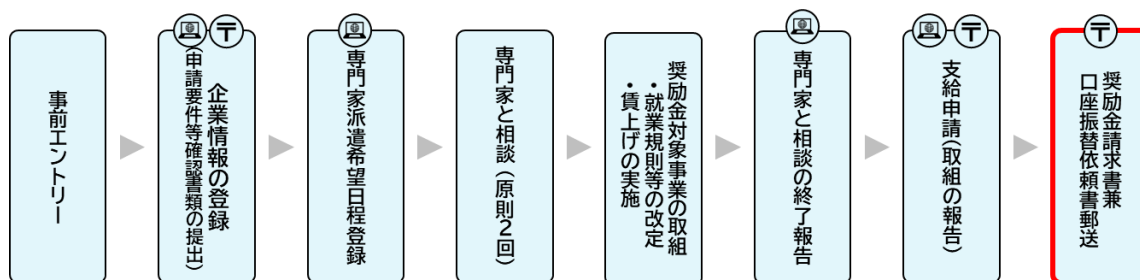 事前エントリー
〒
企業情報の登録
(申請要件等確認書類の提出)
専門家派遣希望日程登録
専門家と相談(原則2回)
奨励金対象事業の取組
・就業規則等の改定
・賃上げの実施
専門家と相談の終了報告
〒
支給申請(取組の報告)
〒
奨励金請求書兼
口座振替依頼書郵送